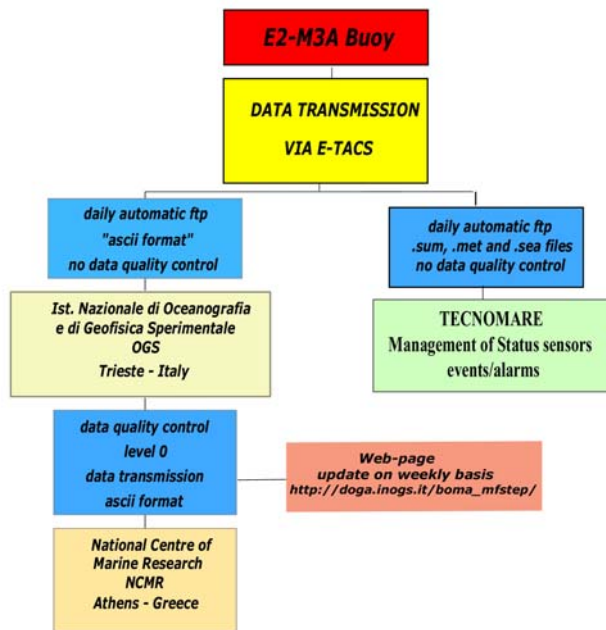 E2-M3A Buoy
DATA TRANSMISSION
VIA E-TACS
daily automatic ftp
"ascii format"
no data quality control
daily automatic ftp
.sum, .met and .sea files
no data quality control
Ist. Nazionale di Oceanografia
e di Geofisica Sperimentale
OGS
Trieste - Italy
TECNOMARE
Management of Status sensors
events/alarms
data quality control
level 0
data transmission
ascii format
Web-page
update on weekly basis
http://doga.inogs.it/boma_mfstep/
National Centre of
Marine Research
NCMR
Athens - Greece